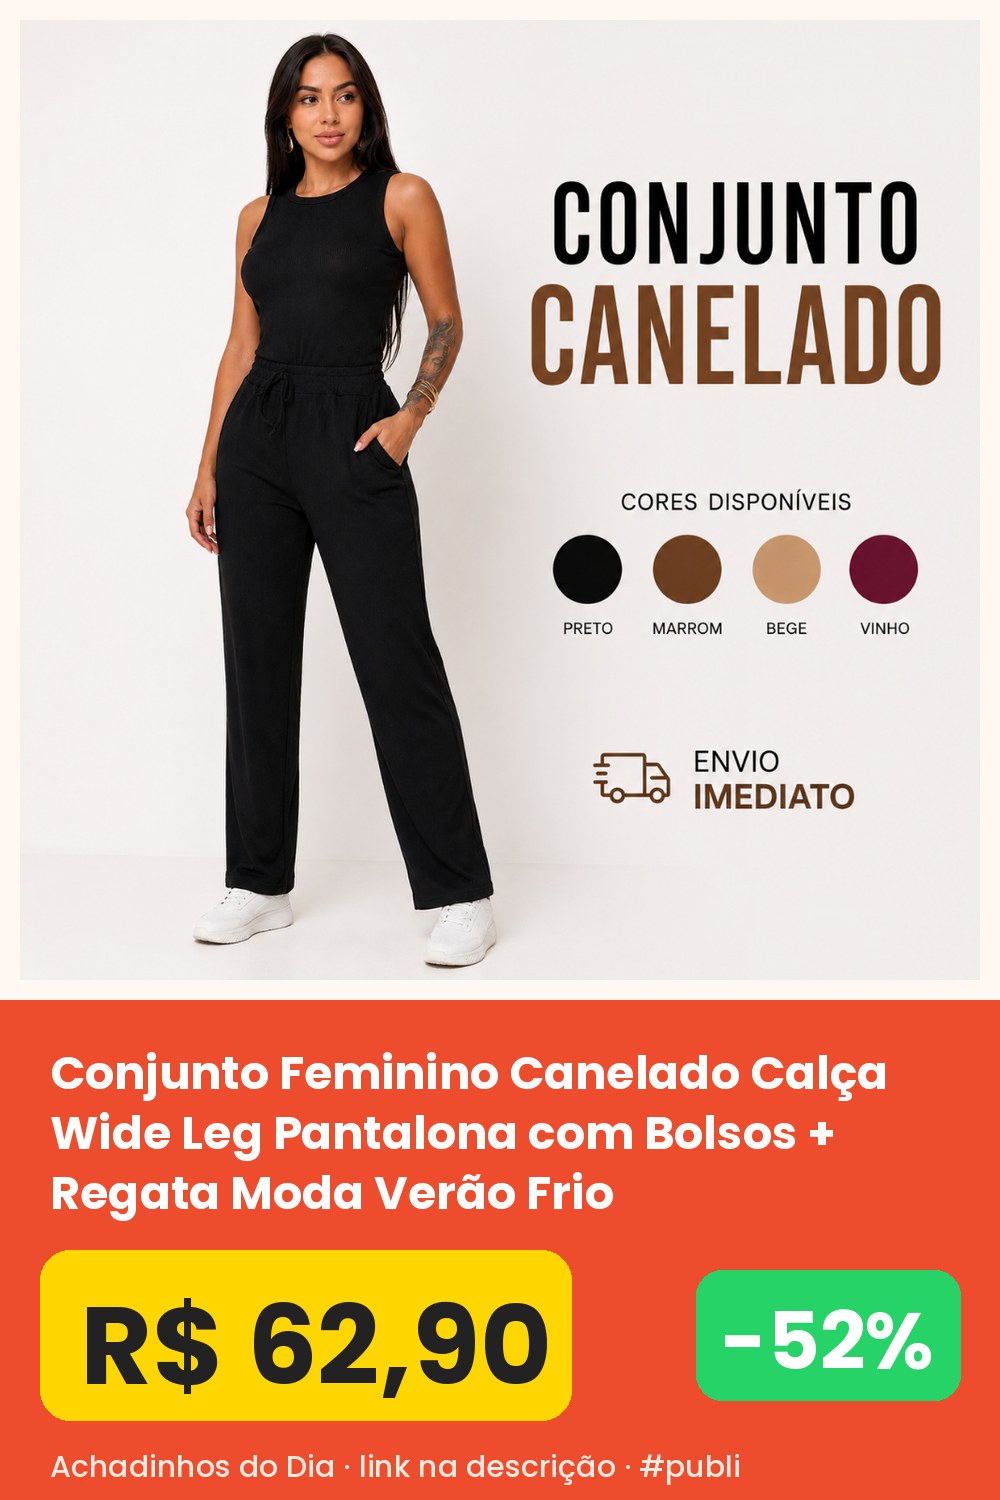 CONJUNTO
CANELADO
CORES DISPONÍVEIS
PRETO MARROM BEGE VINHO
ENVIO
IMEDIATO
Conjunto Feminino Canelado Calça
Wide Leg Pantalona com Bolsos +
Regata Moda Verão Frio
R$ 62,90
-52%
Achadinhos do Dia · link na descrição · #publi